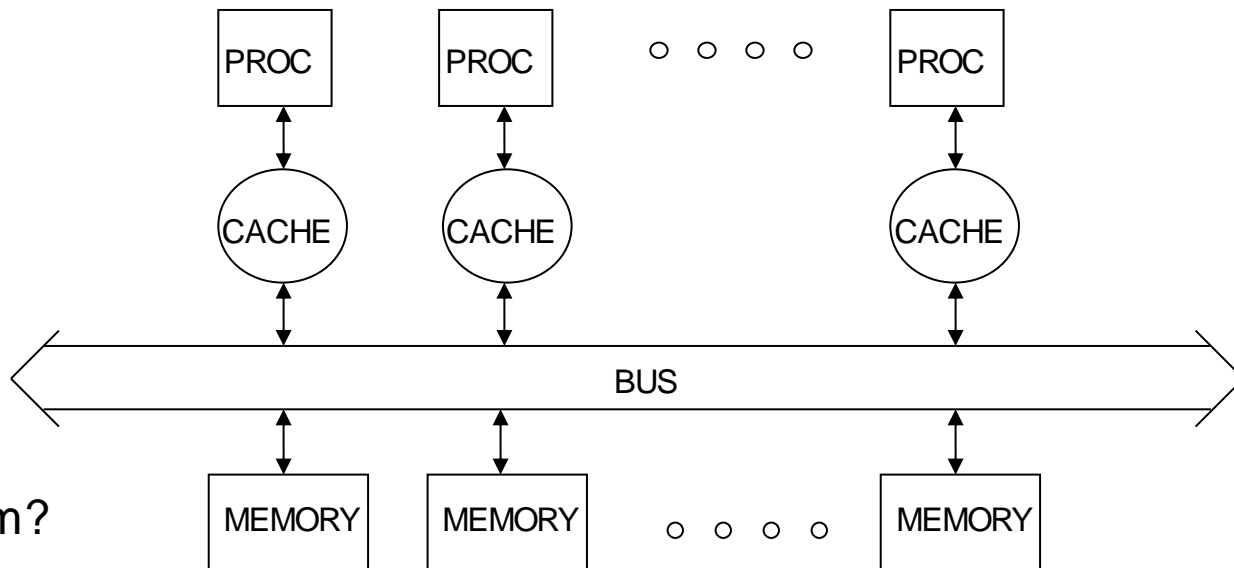 PROC PROC PROC
CACHE CACHE CACHE
BUS
m? MEMORY MEMORY MEMORY